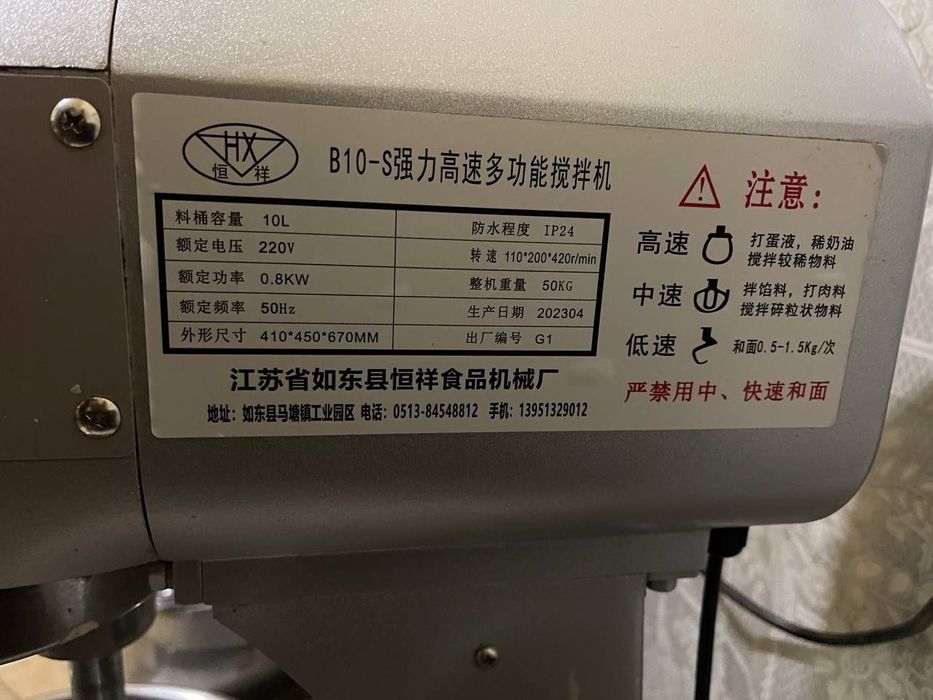 HX
恒 祥
B10-S强力高速多功能搅拌机
料桶容量 10L
防水程度 IP24
额定电压 220V
转速 110*200*420r/min
额定功率 0.8KW
整机重量 50KG
额定频率 50Hz
生产日期 202304
外形尺寸 410*450*670MM
出厂编号 G1
江苏省如东县恒祥食品机械厂
地址：如东县马塘镇工业园区 电话：0513-84548812 手机：13951329012
注意：
高速 打蛋液，稀奶油
搅拌较稀物料
中速 拌馅料，打肉料
搅拌碎粒状物料
低速 和面0.5-1.5Kg/次
严禁用中、快速和面